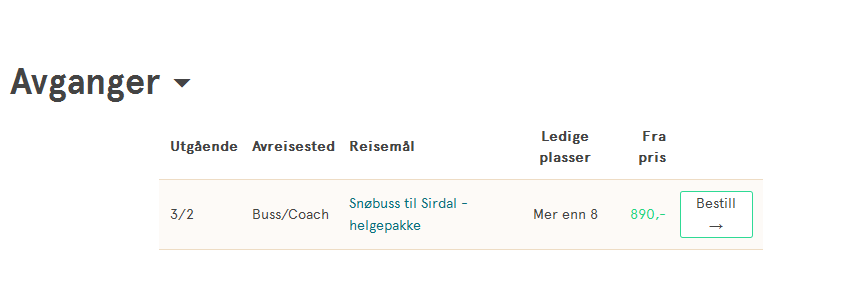 Avganger
Utgående Avreisested Reisemål Ledige plasser Fra pris
3/2 Buss/Coach Snøbuss til Sirdal – helgepakke Mer enn 8 890,- Bestill →